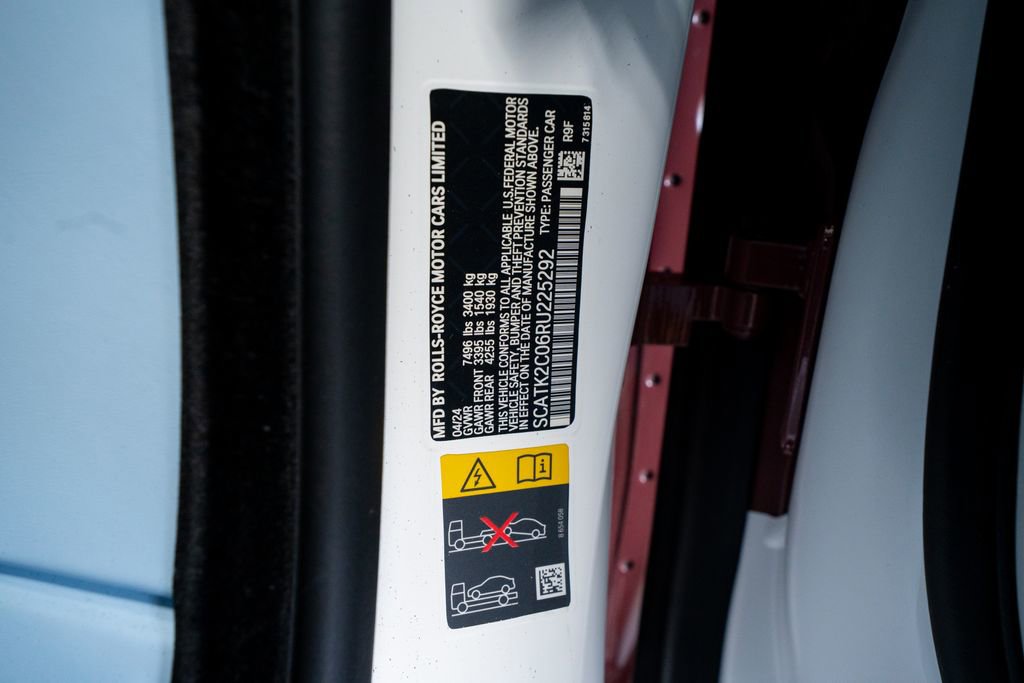 MFD BY ROLLS-ROYCE MOTOR CARS LIMITED
04/24
GVWR 7496 lbs 3400 kg
GAWR FRONT 3395 lbs 1540 kg
GAWR REAR 4255 lbs 1930 kg
THIS VEHICLE CONFORMS TO ALL APPLICABLE U.S.FEDERAL MOTOR
VEHICLE SAFETY, BUMPER AND THEFT PREVENTION STANDARDS
IN EFFECT ON THE DATE OF MANUFACTURE SHOWN ABOVE.
SCATK2C06RU225292 TYPE: PASSENGER CAR
R9F
7 315 814
8 654 058